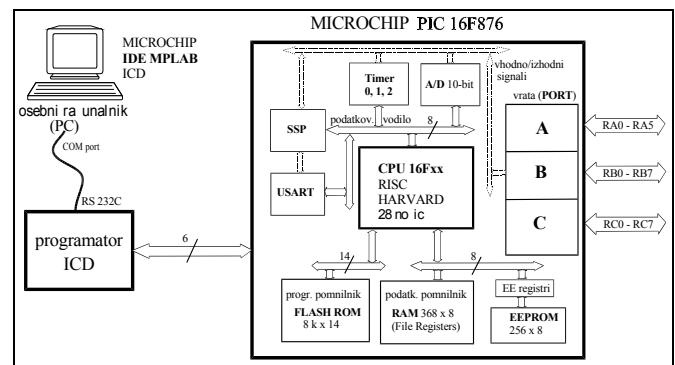 MICROCHIP PIC 16F876
MICROCHIP
IDE MPLAB
ICD
osebni ra unalnik
(PC)
COM port
RS 232C
programator
ICD
6
Timer
0, 1, 2
A/D 10-bit
vhodno/izhodni
signali
vrata (PORT)
podatkov. vodilo
8
SSP
USART
CPU 16Fxx
RISC
HARVARD
28 no ic
A
B
C
RA0 - RA5
RB0 - RB7
RC0 - RC7
14
8
progr. pomnilnik
FLASH ROM
8 k x 14
podatk. pomnilnik
RAM 368 x 8
(File Registers)
EE registri
EEPROM
256 x 8